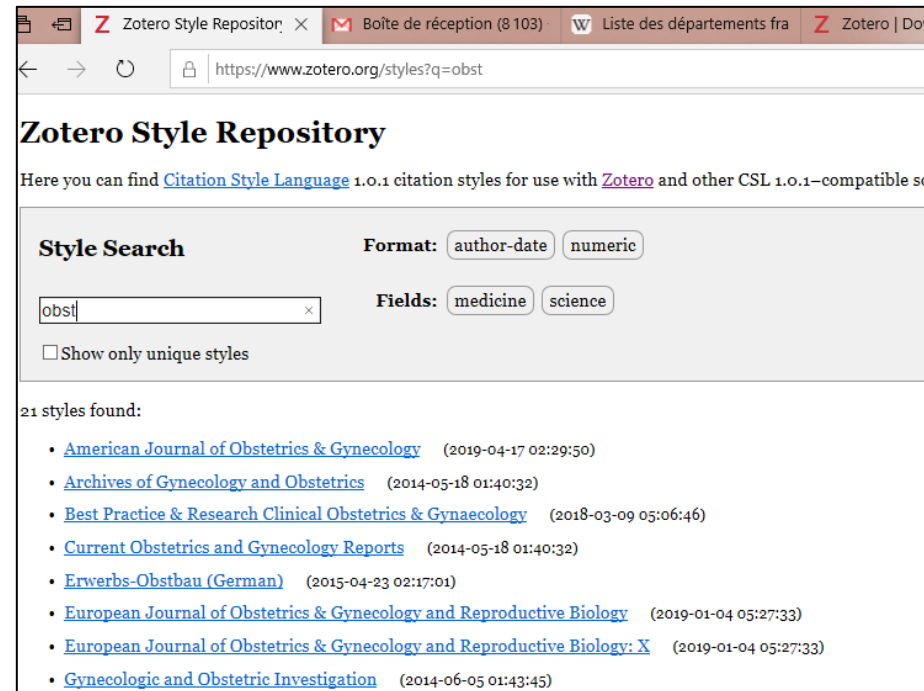 Zotero Style Repository
Boîte de réception (8 103)
Liste des départements fra
Zotero | Dov
https://www.zotero.org/styles?q=obst
Zotero Style Repository
Here you can find Citation Style Language 1.0.1 citation styles for use with Zotero and other CSL 1.0.1–compatible
Style Search
Format: author-date numeric
obst
Fields: medicine science
Show only unique styles
21 styles found:
• American Journal of Obstetrics & Gynecology (2019-04-17 02:29:50)
• Archives of Gynecology and Obstetrics (2014-05-18 01:40:32)
• Best Practice & Research Clinical Obstetrics & Gynaecology (2018-03-09 05:06:46)
• Current Obstetrics and Gynecology Reports (2014-05-18 01:40:32)
• Erwerbs-Obstbau (German) (2015-04-23 02:17:01)
• European Journal of Obstetrics & Gynecology and Reproductive Biology (2019-01-04 05:27:33)
• European Journal of Obstetrics & Gynecology and Reproductive Biology: X (2019-01-04 05:27:33)
• Gynecologic and Obstetric Investigation (2014-06-05 01:43:45)